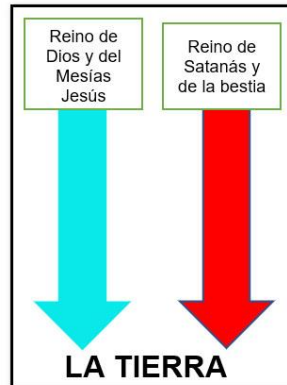 Reino de
Dios y del
Mesías
Jesús
Reino de
Satanás y
de la bestia
LA TIERRA